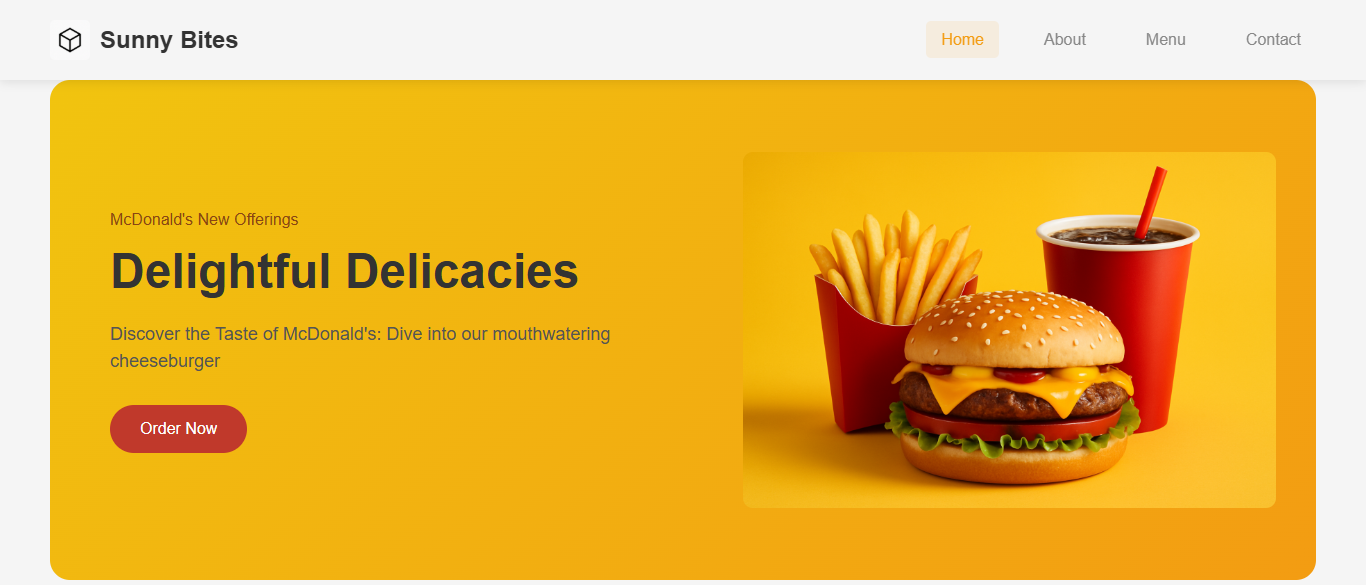 Sunny Bites
Home
About
Menu
Contact
McDonald's New Offerings
Delightful Delicacies
Discover the Taste of McDonald's: Dive into our mouthwatering
cheeseburger
Order Now